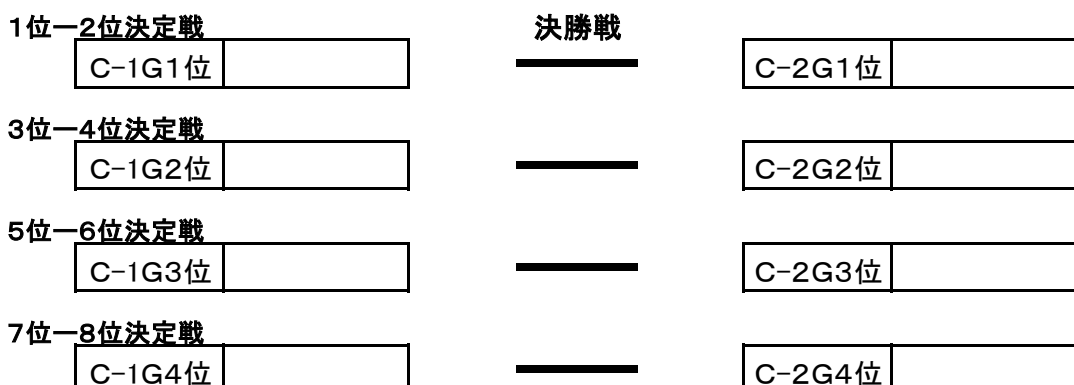 1位ー2位決定戦 決勝戦
C-1G1位 C-2G1位
3位ー4位決定戦
C-1G2位 C-2G2位
5位ー6位決定戦
C-1G3位 C-2G3位
7位ー8位決定戦
C-1G4位 C-2G4位